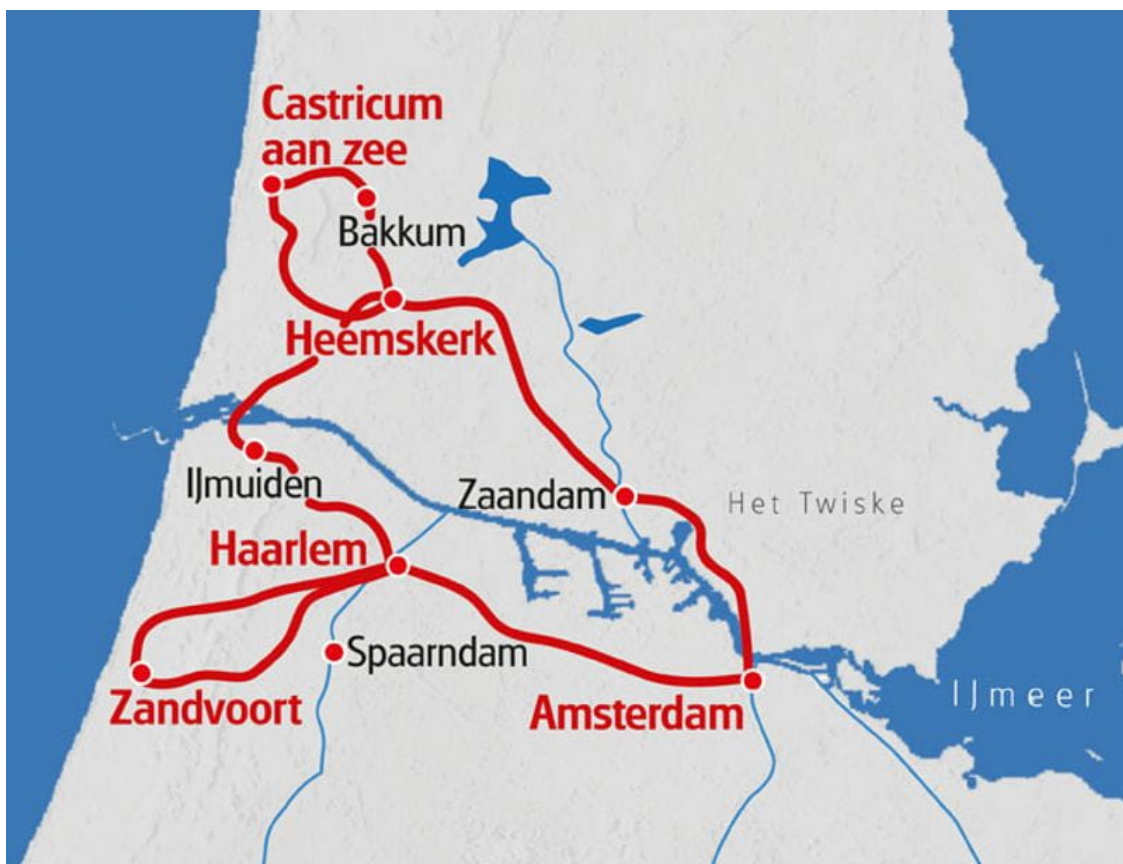 Castricum
aan zee
Bakkum
Heemskerk
IJmuiden
Zaandam
Het Twiske
Haarlem
Spaarndam
Zandvoort
Amsterdam
IJmeer